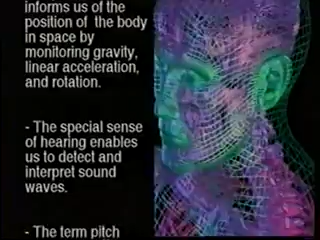 informs us of the
position of the body
in space by
monitoring gravity,
linear acceleration,
and rotation.
- The special sense
of hearing enables
us to detect and
interpret sound
waves.
- The term pitch